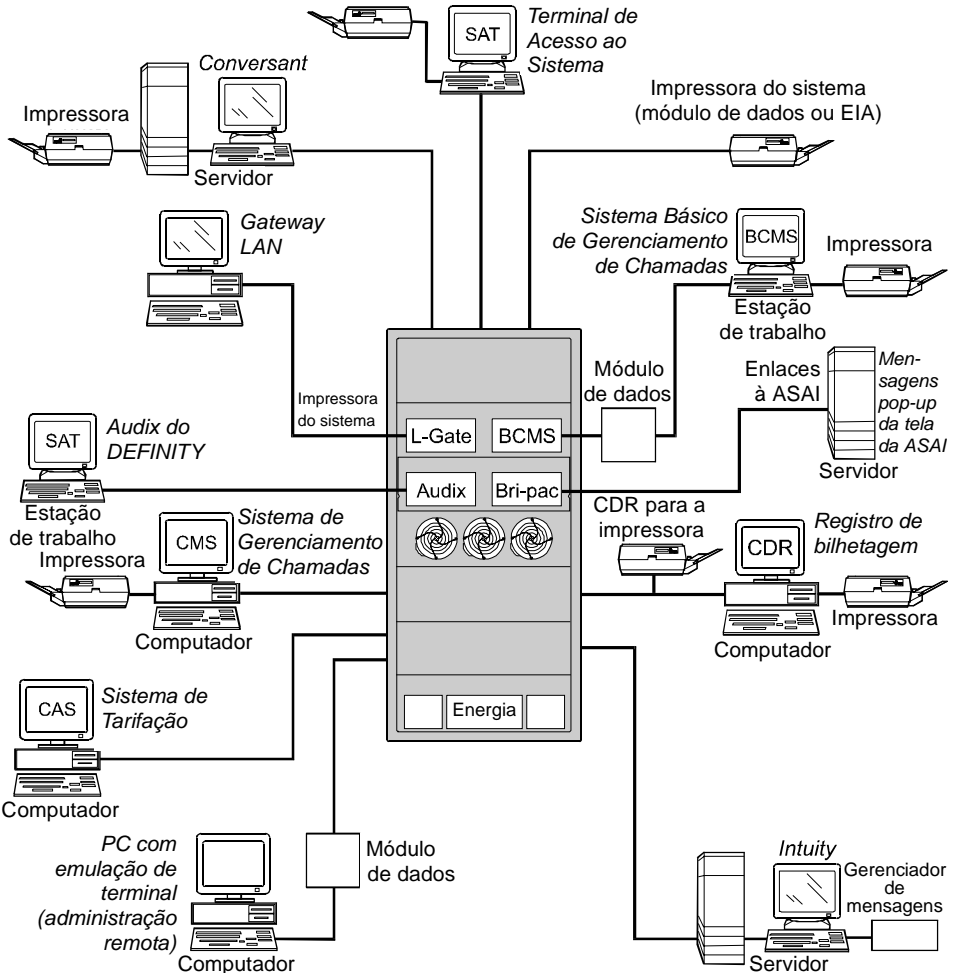 SAT
Terminal de
Acesso ao
Sistema
Conversant
Impressora
Servidor
Impressora do sistema
(módulo de dados ou EIA)
Gateway
LAN
Sistema Básico
de Gerenciamento
de Chamadas
BCMS
Impressora
Estação
de trabalho
Impressora
do sistema
Módulo
de dados
Enlaces
à ASAI
Men-
sagens
pop-up
da tela
da ASAI
Servidor
L-Gate
BCMS
Audix
Bri-pac
SAT
Audix do
DEFINITY
Estação
de trabalho
Impressora
CMS
Sistema de
Gerenciamento
de Chamadas
Computador
CDR para a
impressora
CDR
Registro de
bilhetagem
Impressora
Computador
CAS
Sistema de
Tarifação
Computador
Energia
PC com
emulação de
terminal
(administração
remota)
Módulo
de dados
Computador
Intuity
Gerenciador
de
mensagens
Servidor